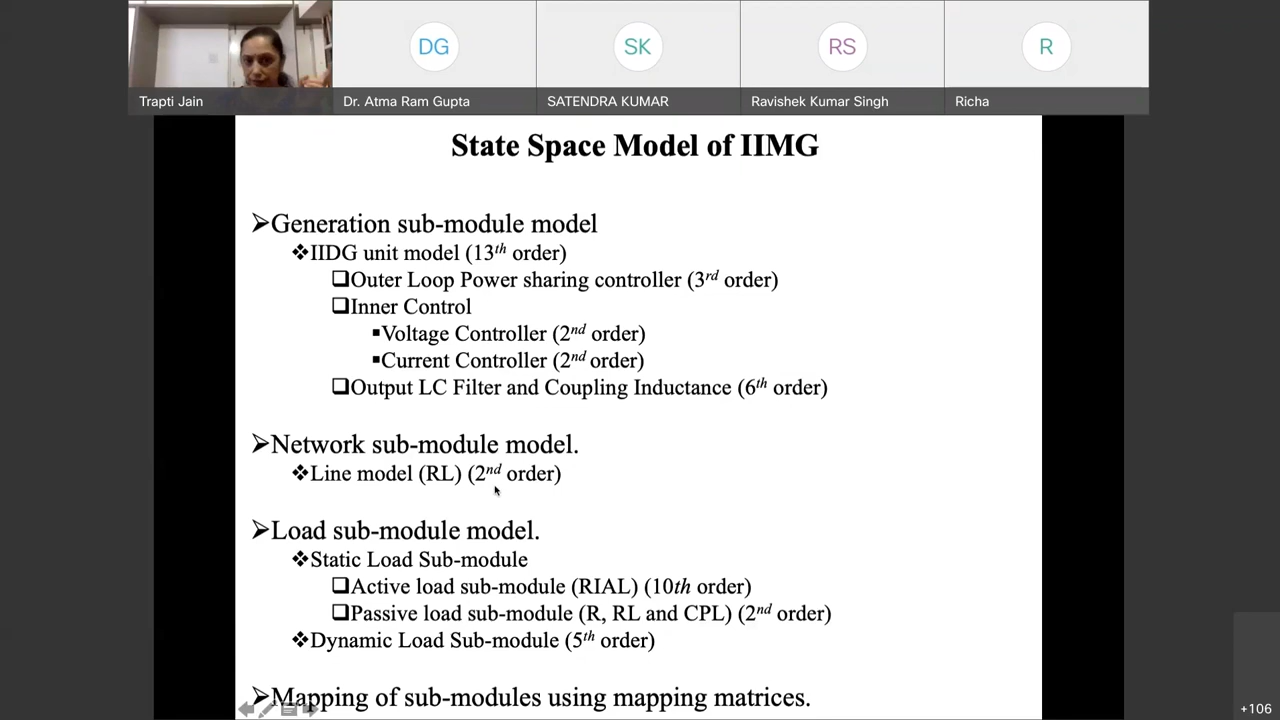 DG
SK
RS
R
Trapti Jain
Dr. Atma Ram Gupta
SATENDRA KUMAR
Ravishek Kumar Singh
Richa
State Space Model of IIMG
➢Generation sub-module model
❖IIDG unit model (13th order)
❑Outer Loop Power sharing controller (3rd order)
❑Inner Control
▪Voltage Controller (2nd order)
▪Current Controller (2nd order)
❑Output LC Filter and Coupling Inductance (6th order)
➢Network sub-module model.
❖Line model (RL) (2nd order)
➢Load sub-module model.
❖Static Load Sub-module
❑Active load sub-module (RIAL) (10th order)
❑Passive load sub-module (R, RL and CPL) (2nd order)
❖Dynamic Load Sub-module (5th order)
➢Mapping of sub-modules using mapping matrices.
+106